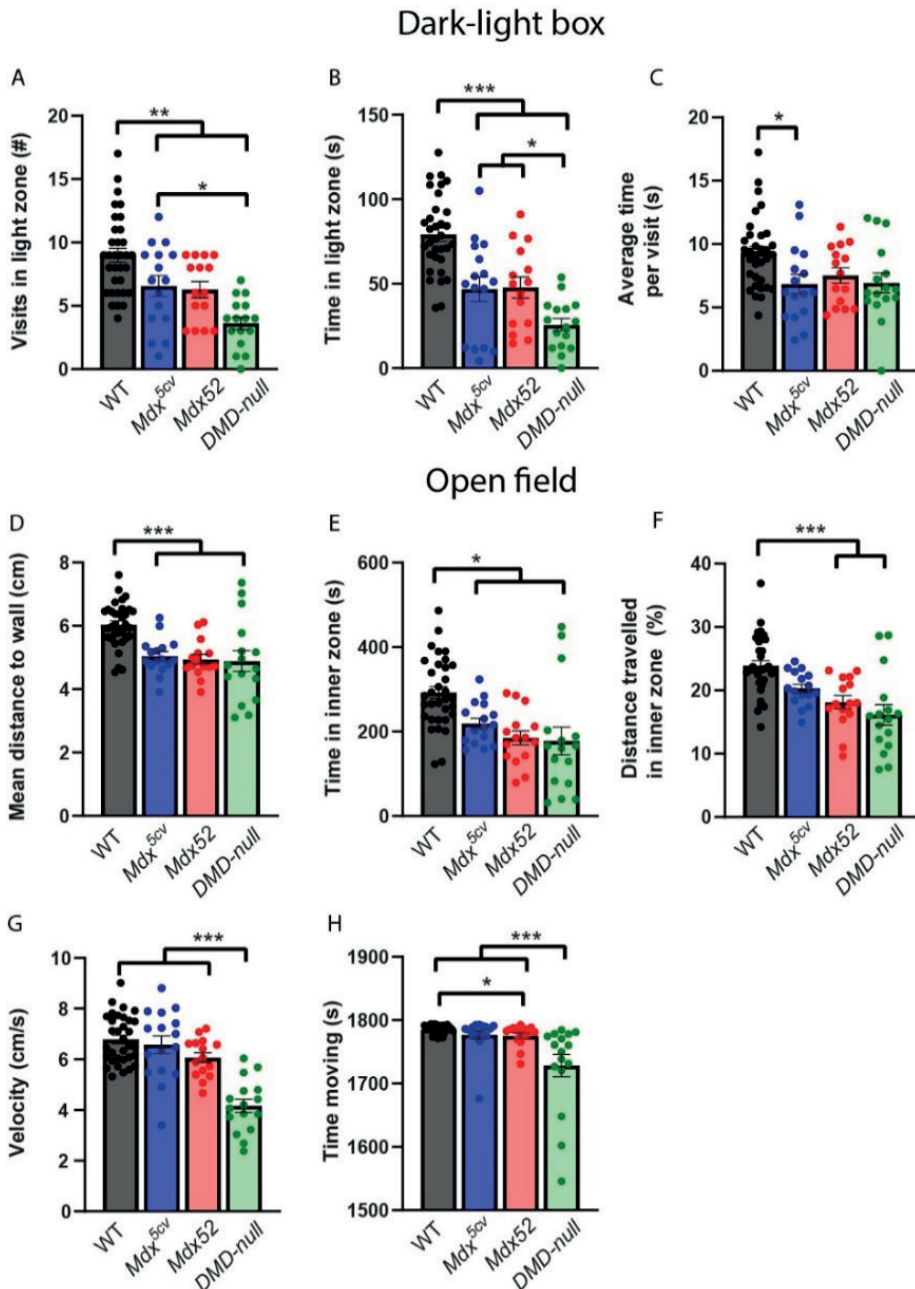 Dark-light box
A
Visits in light zone (#)
20
15
10
5
0
**
*
WT
Mdx5cv
Mdx52
DMD-null
B
Time in light zone (s)
150
100
50
0
***
*
WT
Mdx5cv
Mdx52
DMD-null
C
Average time
per visit (s)
20
15
10
5
0
*
WT
Mdx5cv
Mdx52
DMD-null
Open field
D
Mean distance to wall (cm)
8
6
4
2
0
***
WT
Mdx5cv
Mdx52
DMD-null
E
Time in inner zone (s)
600
400
200
0
*
WT
Mdx5cv
Mdx52
DMD-null
F
Distance travelled
in inner zone (%)
40
30
20
10
0
***
WT
Mdx5cv
Mdx52
DMD-null
G
Velocity (cm/s)
10
8
6
4
2
0
***
WT
Mdx5cv
Mdx52
DMD-null
H
Time moving (s)
1900
1800
1700
1600
1500
***
*
WT
Mdx5cv
Mdx52
DMD-null